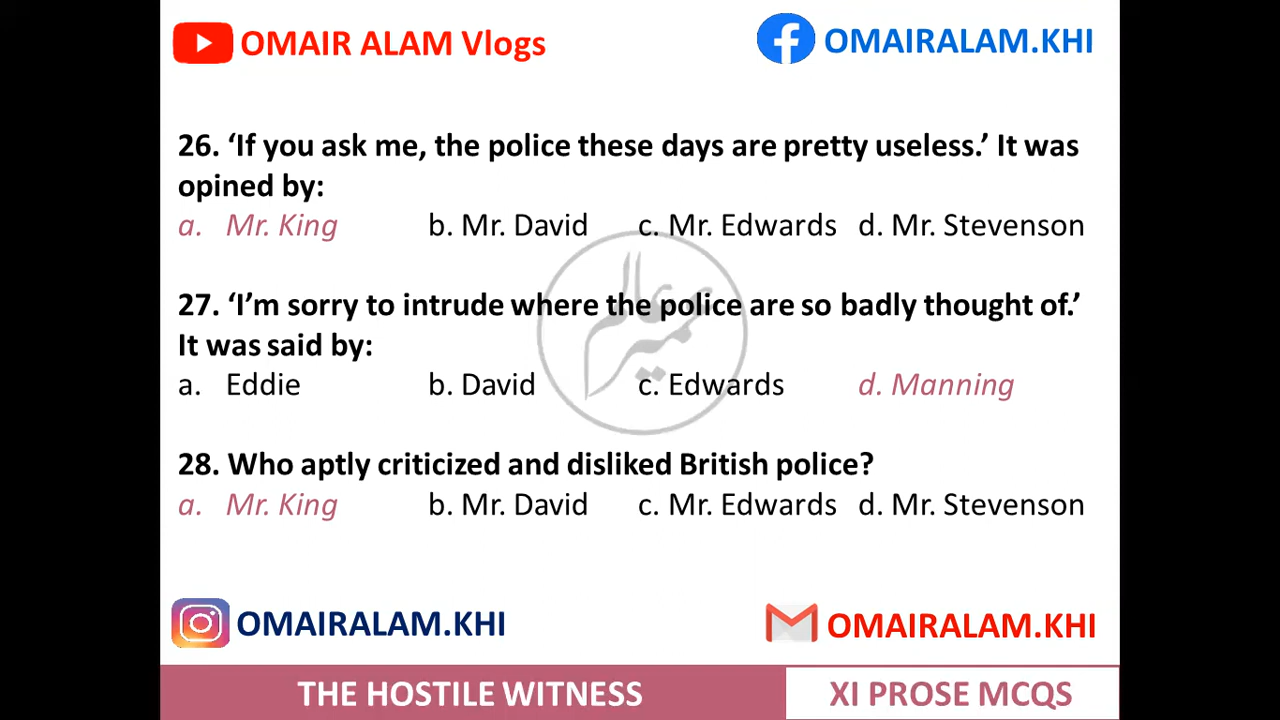 OMAIR ALAM Vlogs
OMAIRALAM.KHI
26. ‘If you ask me, the police these days are pretty useless.’ It was
opined by:
a. Mr. King b. Mr. David c. Mr. Edwards d. Mr. Stevenson
27. ‘I’m sorry to intrude where the police are so badly thought of.’
It was said by:
a. Eddie b. David c. Edwards d. Manning
28. Who aptly criticized and disliked British police?
a. Mr. King b. Mr. David c. Mr. Edwards d. Mr. Stevenson
OMAIRALAM.KHI
OMAIRALAM.KHI
THE HOSTILE WITNESS
XI PROSE MCQS